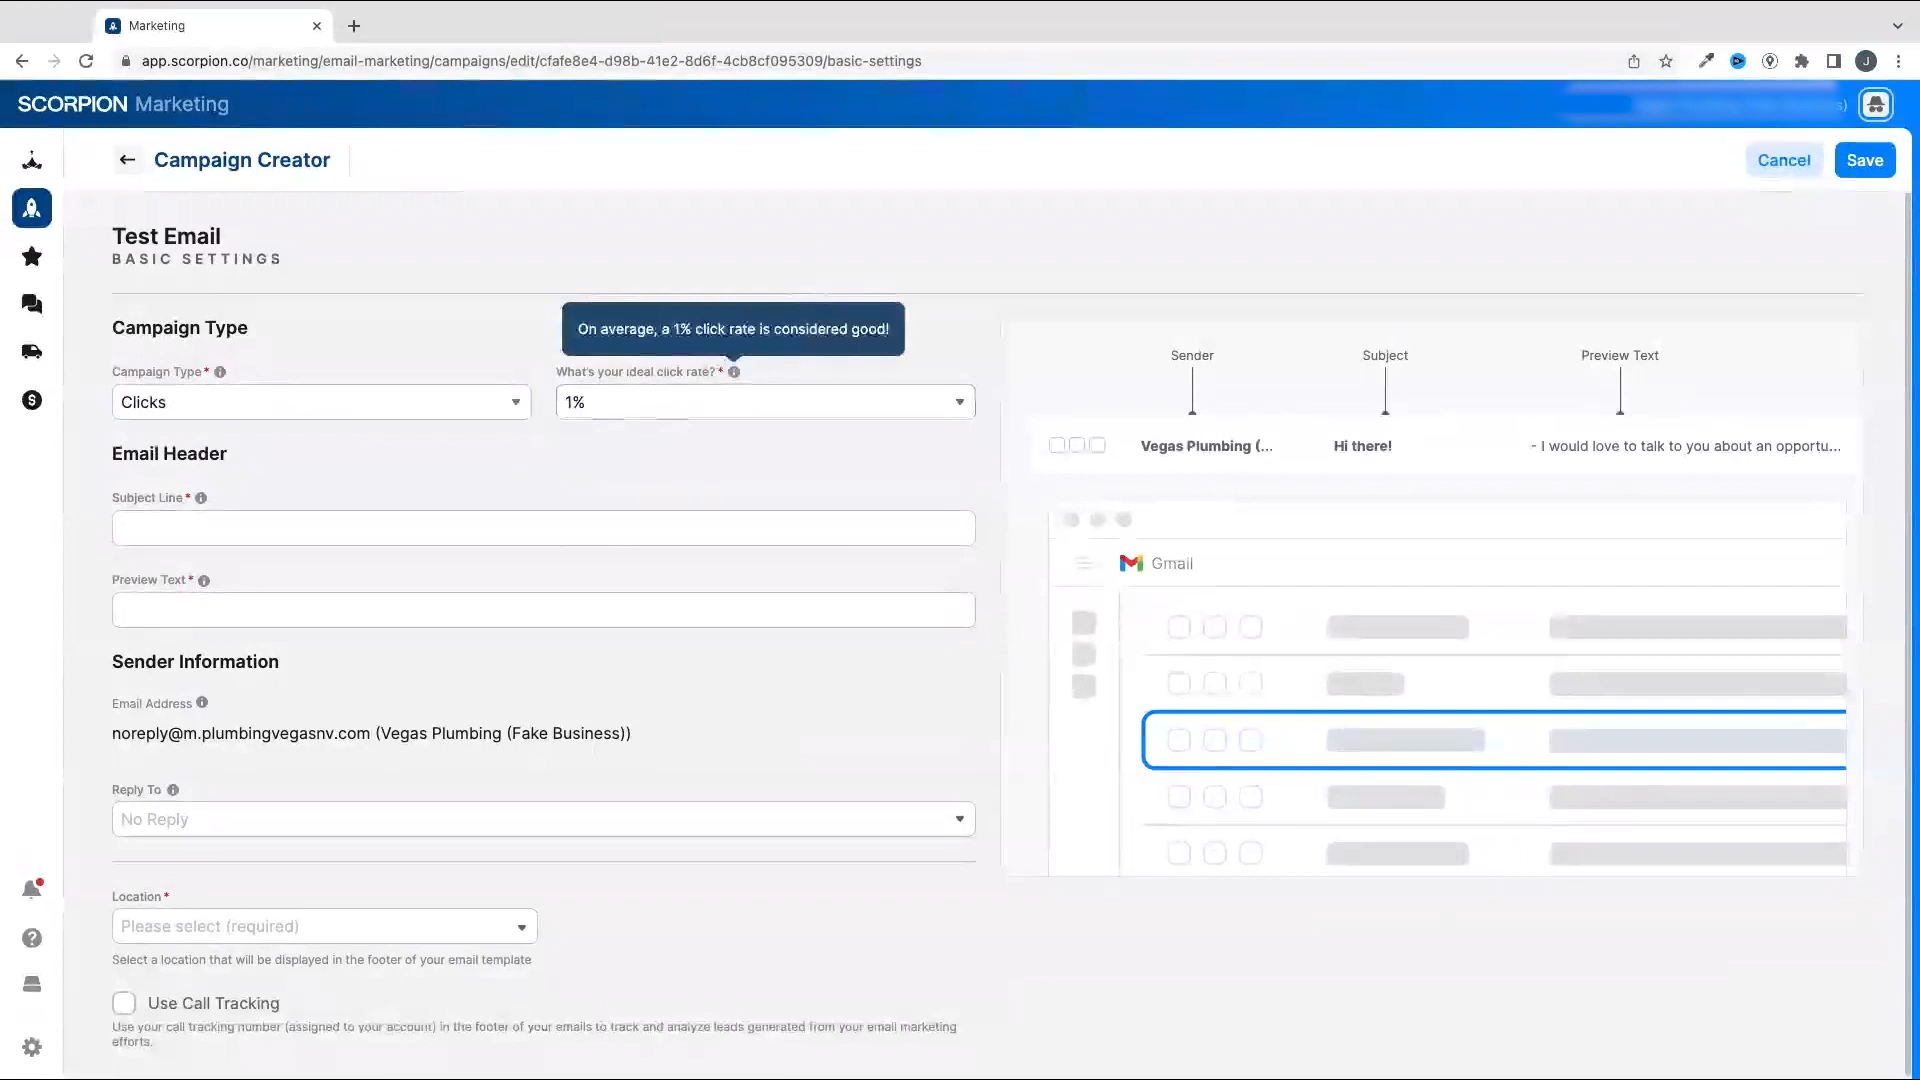 Marketing
app.scorpion.co/marketing/email-marketing/campaigns/edit/cfafe8e4-d98b-41e2-8d6f-4cb8cf095309/basic-settings
J
SCORPION Marketing
Campaign Creator
Cancel
Save
Test Email
BASIC SETTINGS
On average, a 1% click rate is considered good!
Campaign Type
Campaign Type*
What's your ideal click rate?*
Clicks
1%
Sender
Subject
Preview Text
Vegas Plumbing (...
Hi there!
- I would love to talk to you about an opportu...
Email Header
Subject Line*
Gmail
Preview Text*
Sender Information
Email Address
noreply@m.plumbingvegasnv.com (Vegas Plumbing (Fake Business))
Reply To
No Reply
Location*
Please select (required)
Select a location that will be displayed in the footer of your email template
Use Call Tracking
Use your call tracking number (assigned to your account) in the footer of your emails to track and analyze leads generated from your email marketing
efforts.